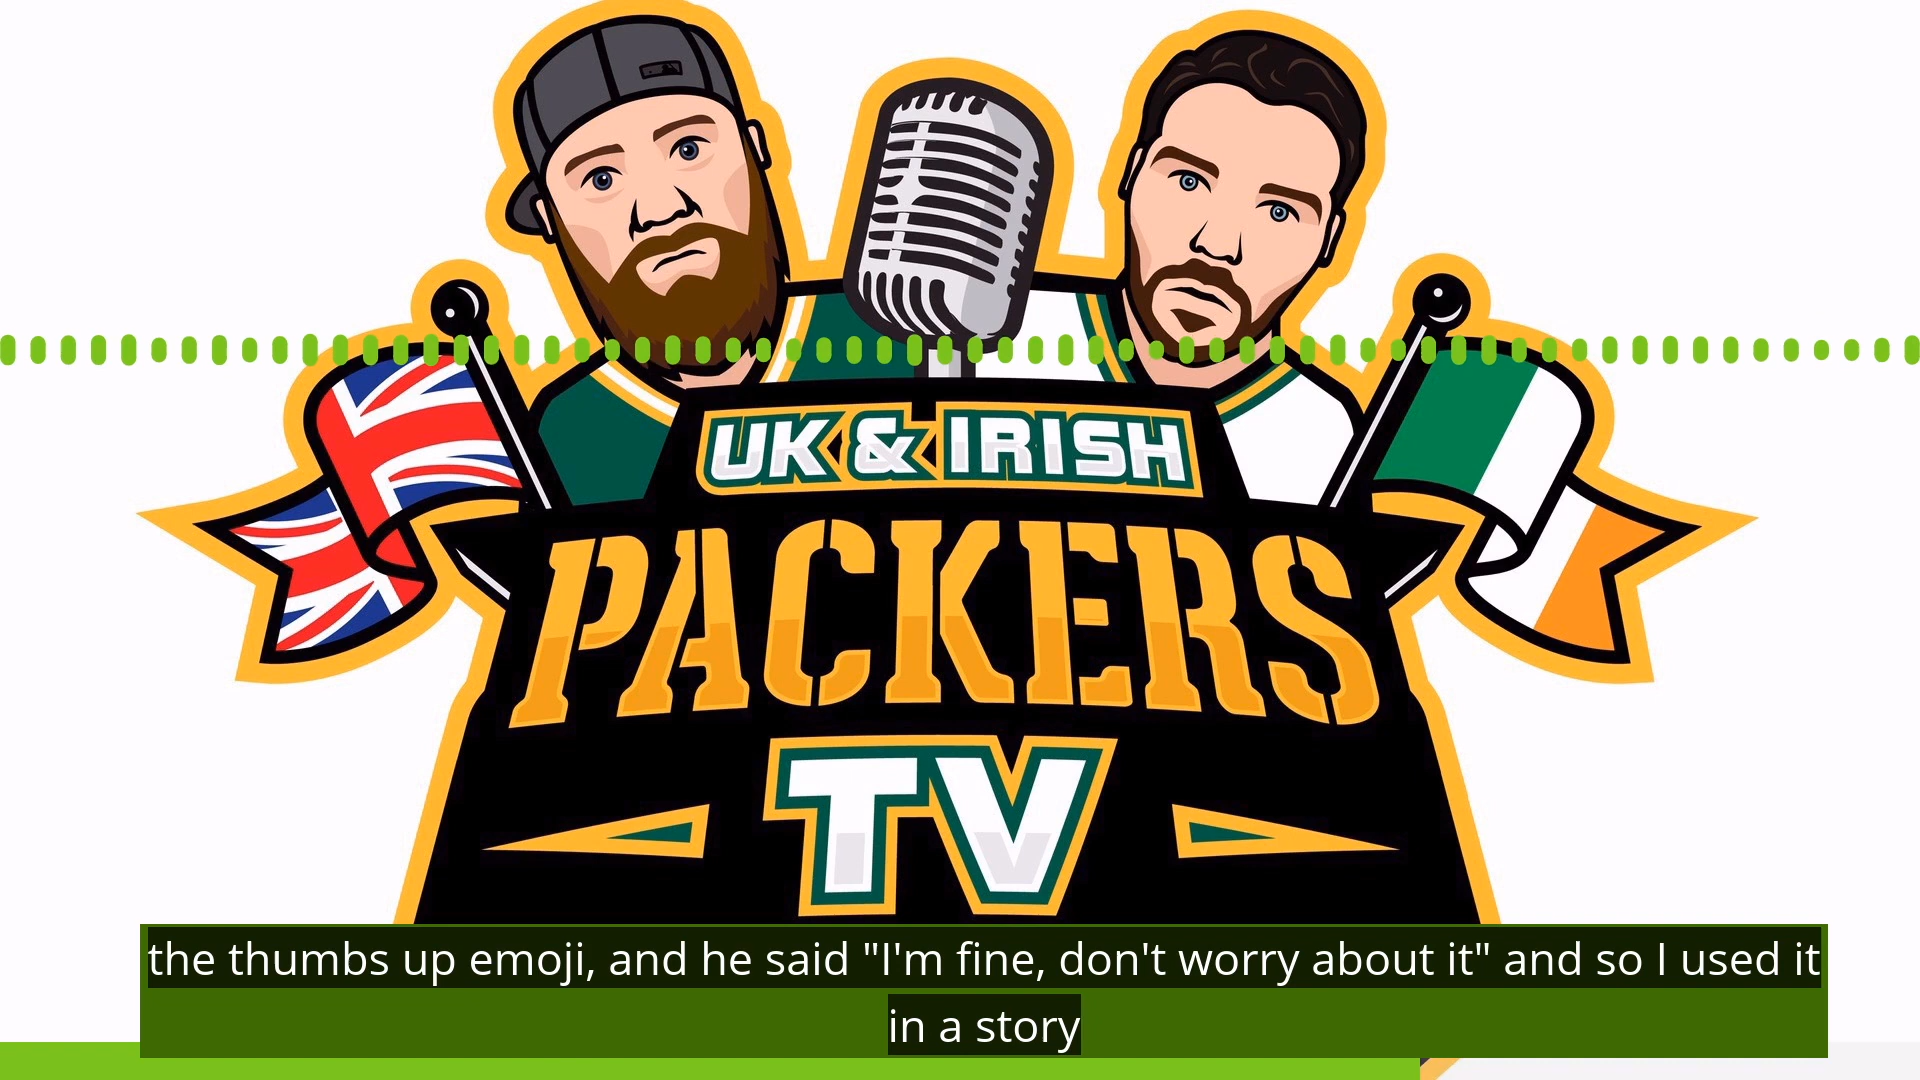 UK & IRISH
PACKERS
TV
the thumbs up emoji, and he said "I'm fine, don't worry about it" and so I used it
in a story